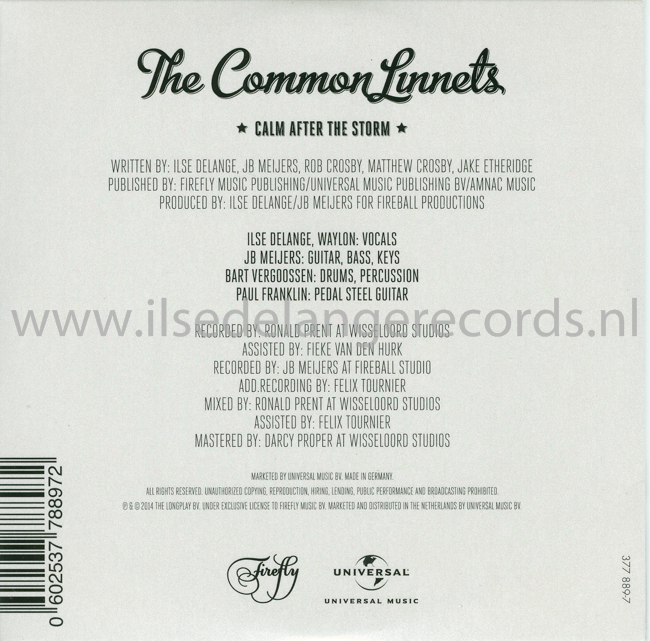 The Common Linnets
★ CALM AFTER THE STORM ★
WRITTEN BY: ILSE DELANGE, JB MEIJERS, ROB CROSBY, MATTHEW CROSBY, JAKE ETHERIDGE
PUBLISHED BY: FIREFLY MUSIC PUBLISHING/UNIVERSAL MUSIC PUBLISHING BV/AMNAC MUSIC
PRODUCED BY: ILSE DELANGE/JB MEIJERS FOR FIREBALL PRODUCTIONS
ILSE DELANGE, WAYLON: VOCALS
JB MEIJERS: GUITAR, BASS, KEYS
BART VERGOOSSEN: DRUMS, PERCUSSION
PAUL FRANKLIN: PEDAL STEEL GUITAR
www.ilsedelangerecords.nl
RECORDED BY: RONALD PRENT AT WISSELOORD STUDIOS
ASSISTED BY: FIEKE VAN DEN HURK
RECORDED BY: JB MEIJERS AT FIREBALL STUDIO
ADD.RECORDING BY: FELIX TOURNIER
MIXED BY: RONALD PRENT AT WISSELOORD STUDIOS
ASSISTED BY: FELIX TOURNIER
MASTERED BY: DARCY PROPER AT WISSELOORD STUDIOS
MARKETED BY UNIVERSAL MUSIC BV. MADE IN GERMANY.
ALL RIGHTS RESERVED. UNAUTHORIZED COPYING, REPRODUCTION, HIRING, LENDING, PUBLIC PERFORMANCE AND BROADCASTING PROHIBITED.
℗ & © 2014 THE LONGPLAY BV. UNDER EXCLUSIVE LICENSE TO FIREFLY MUSIC BV. MARKETED AND DISTRIBUTED IN THE NETHERLANDS BY UNIVERSAL MUSIC BV.
0 602537 788972
Firefly
UNIVERSAL
UNIVERSAL MUSIC
377 889-7